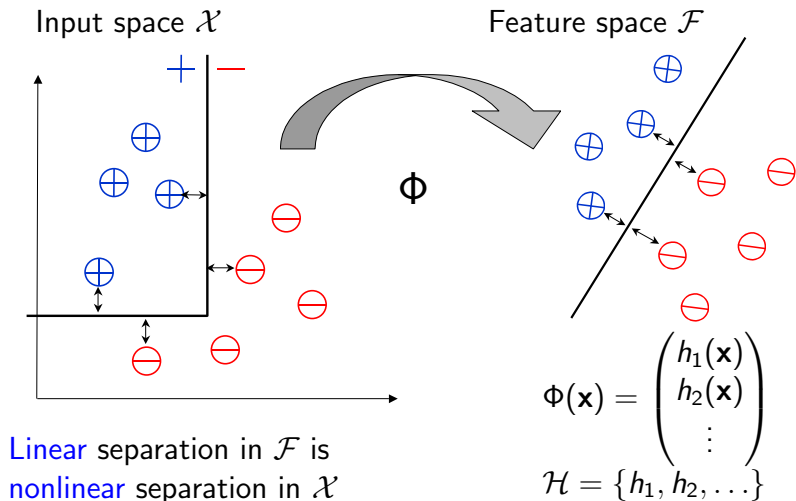 Input space 𝒳
Feature space ℱ
+ −
Φ
Φ(𝐱) = (h₁(𝐱)
h₂(𝐱)
⋮)
Linear separation in ℱ is
nonlinear separation in 𝒳
ℋ = {h₁, h₂, . . .}